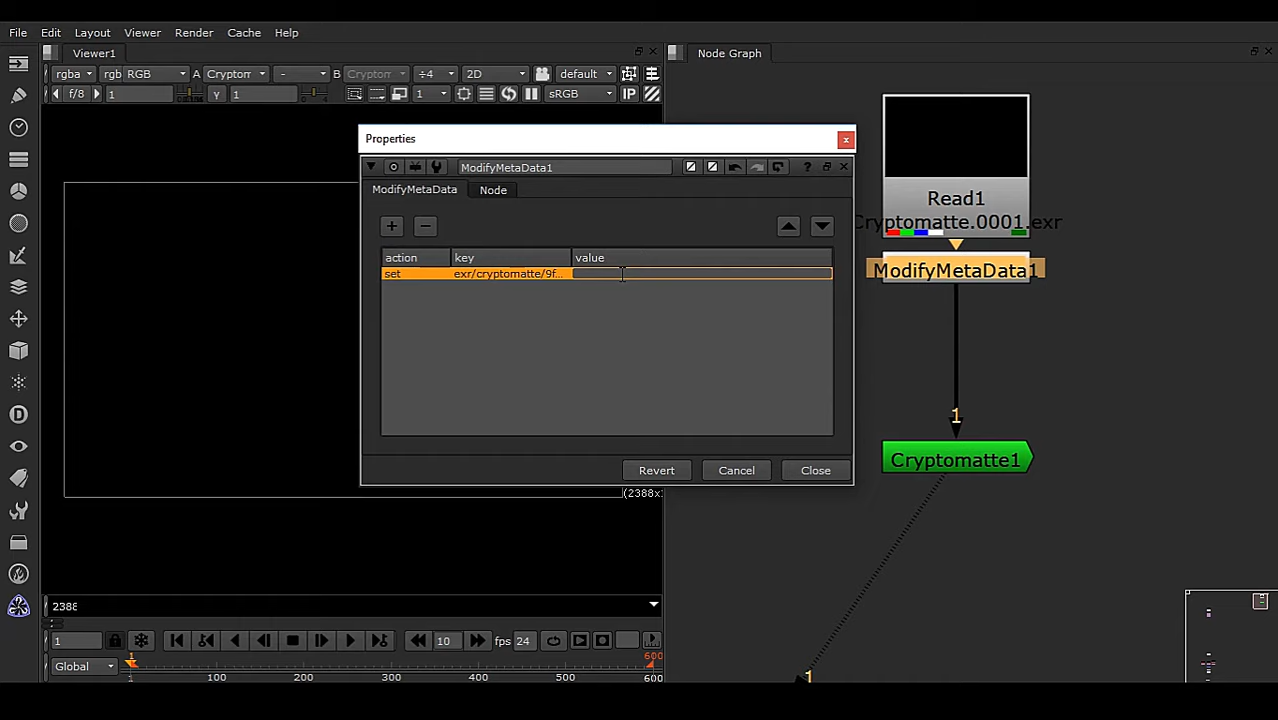 File Edit Layout Viewer Render Cache Help
Viewer1
Node Graph
rgba rgb RGB A Cryptom - B Cryptom ÷4 2D default
f/8 1 Y 1 1 sRGB IP
Properties
ModifyMetaData1 ?
ModifyMetaData Node
+ −
action key value
set exr/cryptomatte/9f...
Revert Cancel Close
Read1
Cryptomatte.0001.exr
ModifyMetaData1
1
Cryptomatte1
1
(2388x
2388
1 10 fps 24
Global 1 600
1 100 200 300 400 500 600